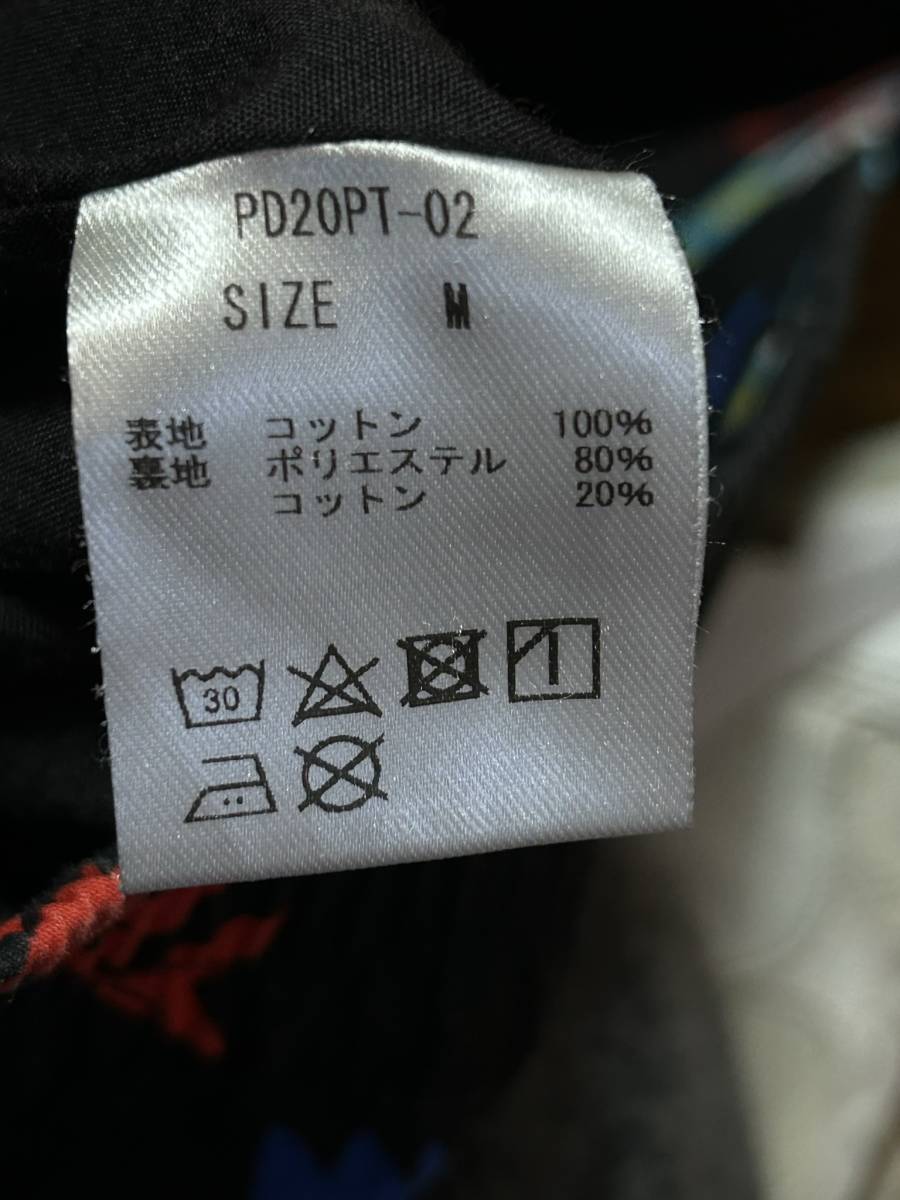 PD20PT-02
SIZE M
表地 コットン 100%
裏地 ポリエステル 80%
コットン 20%
30